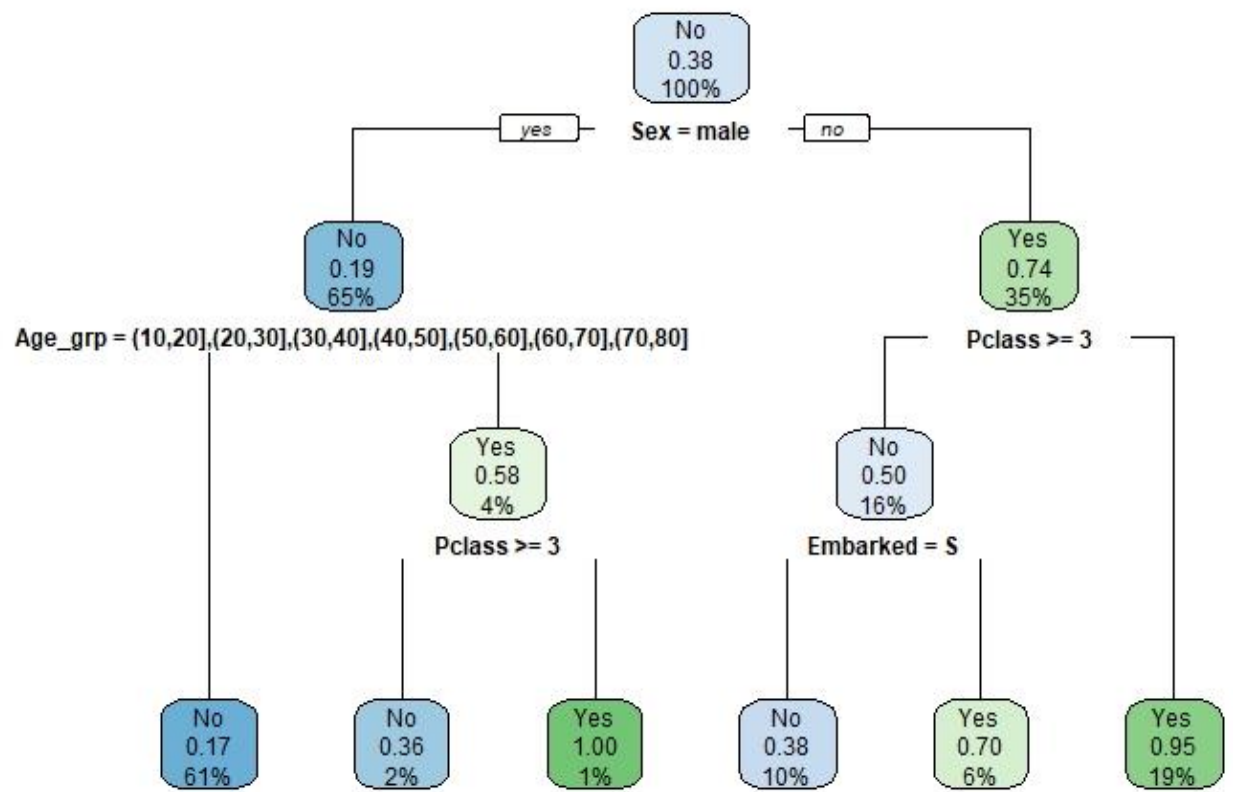 No
0.38
100%
yes Sex = male no
No
0.19
65%
Yes
0.74
35%
Age_grp = (10,20],(20,30],(30,40],(40,50],(50,60],(60,70],(70,80]
Pclass >= 3
Yes
0.58
4%
No
0.50
16%
Pclass >= 3
Embarked = S
No
0.17
61%
No
0.36
2%
Yes
1.00
1%
No
0.38
10%
Yes
0.70
6%
Yes
0.95
19%